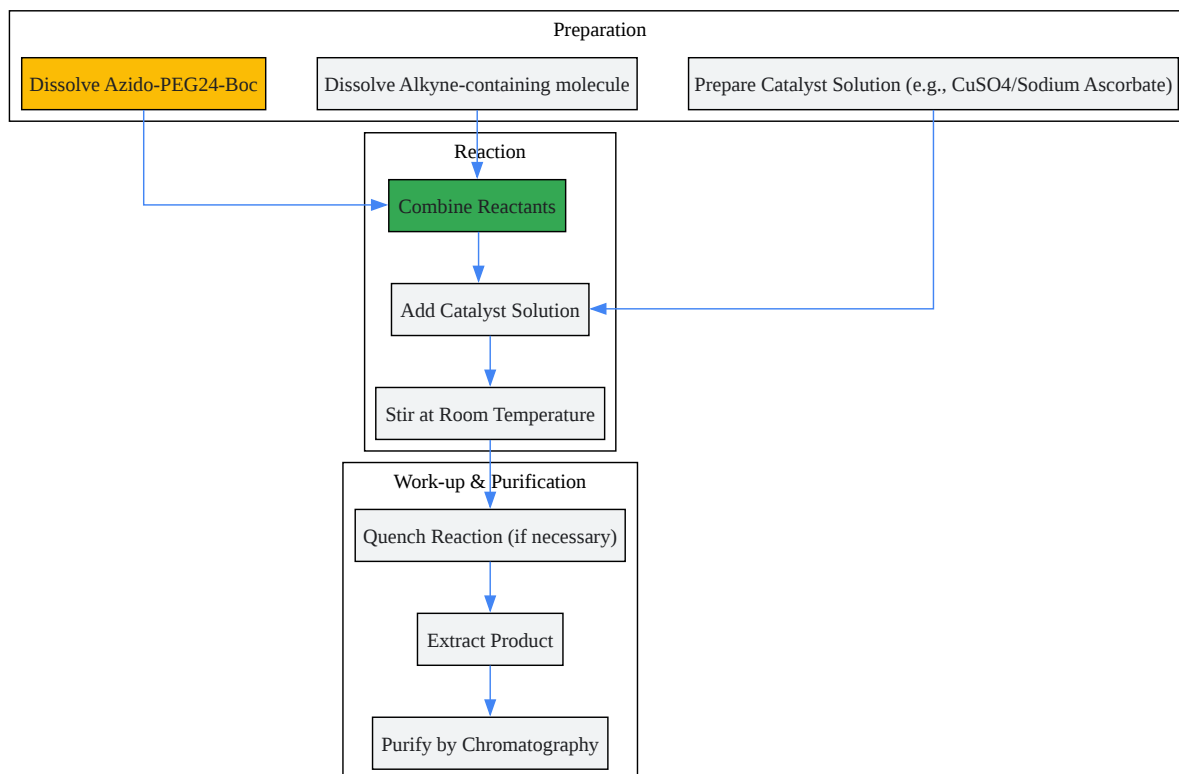 Preparation
Dissolve Azido-PEG24-Boc
Dissolve Alkyne-containing molecule
Prepare Catalyst Solution (e.g., CuSO4/Sodium Ascorbate)
Reaction
Combine Reactants
Add Catalyst Solution
Stir at Room Temperature
Work-up & Purification
Quench Reaction (if necessary)
Extract Product
Purify by Chromatography